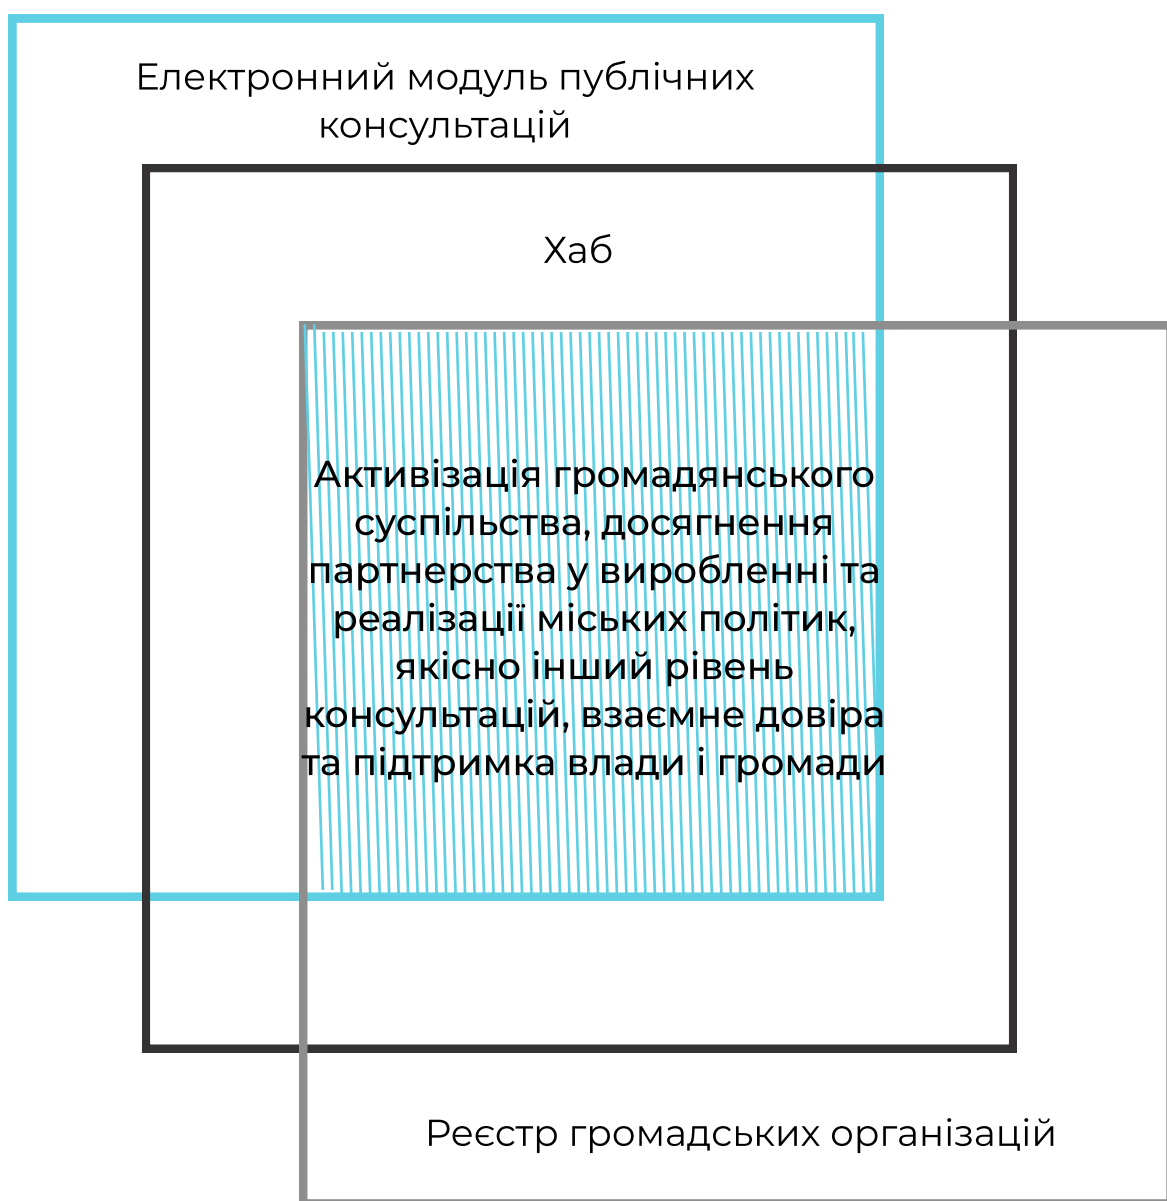 Електронний модуль публічних
консультацій
Хаб
Активізація громадянського
суспільства, досягнення
партнерства у виробленні та
реалізації міських політик,
якісно інший рівень
консультацій, взаємне довіра
та підтримка влади і громади
Реєстр громадських організацій